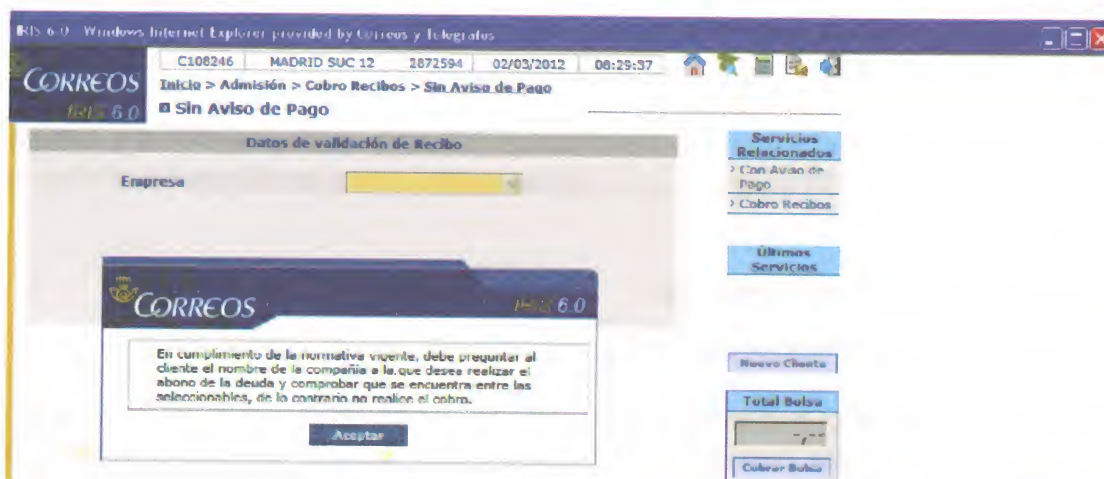 IRIS 6.0 Windows Internet Explorer provided by Correos y Telegrafos
CORREOS
IRIS 6.0
C108246 MADRID SUC 12 2872594 02/03/2012 08:29:37
Inicio > Admisión > Cobro Recibos > Sin Aviso de Pago
Sin Aviso de Pago
Datos de validación de Recibo
Empresa
Servicios
Relacionados
> Con Aviso de
Pago
> Cobro Recibos
Últimos
Servicios
CORREOS
IRIS 6.0
En cumplimiento de la normativa vigente, debe preguntar al
cliente el nombre de la compañía a la que desea realizar el
abono de la deuda y comprobar que se encuentra entre las
seleccionables, de lo contrario no realice el cobro.
Aceptar
Nuevo Cliente
Total Bolsa
-,--
Cobrar Bolsa